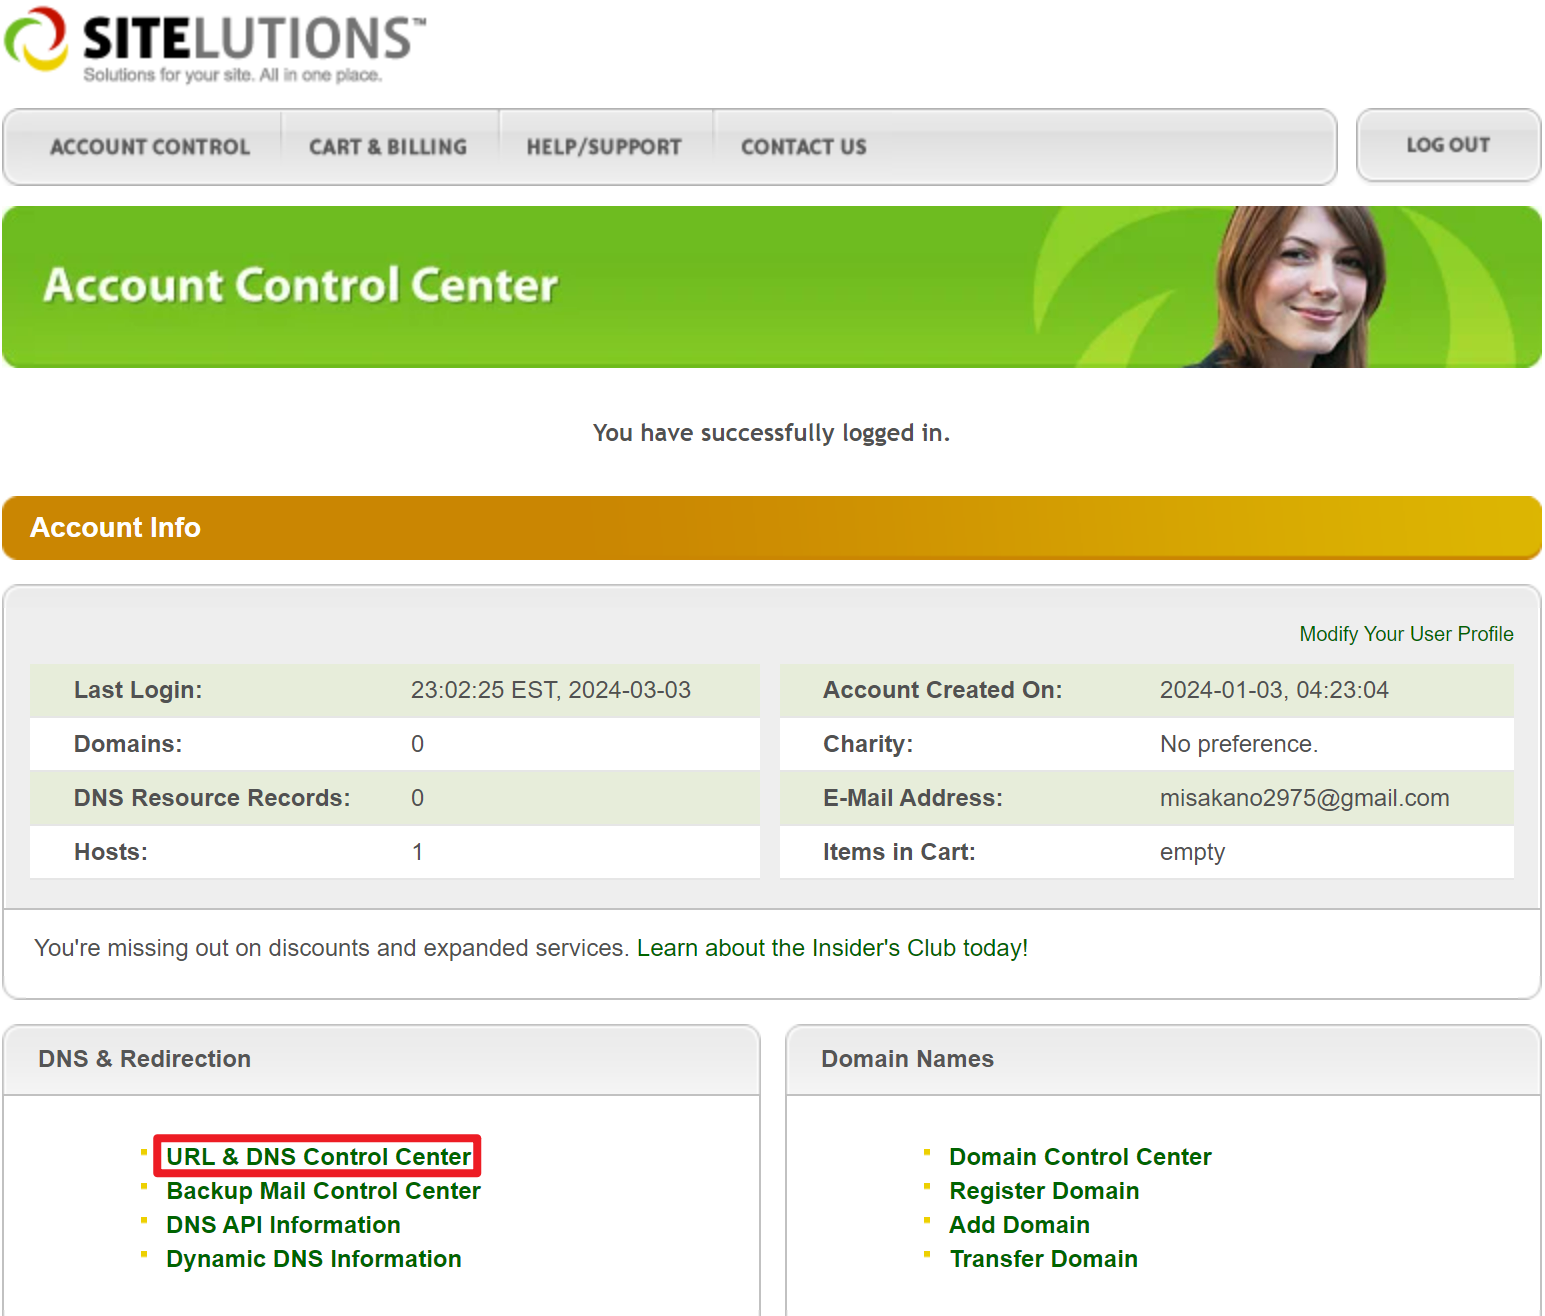 SITELUTIONS™
Solutions for your site. All in one place.
ACCOUNT CONTROL
CART & BILLING
HELP/SUPPORT
CONTACT US
LOG OUT
Account Control Center
You have successfully logged in.
Account Info
Modify Your User Profile
Last Login: 23:02:25 EST, 2024-03-03
Domains: 0
DNS Resource Records: 0
Hosts: 1
Account Created On: 2024-01-03, 04:23:04
Charity: No preference.
E-Mail Address: misakano2975@gmail.com
Items in Cart: empty
You're missing out on discounts and expanded services. Learn about the Insider's Club today!
DNS & Redirection
URL & DNS Control Center
Backup Mail Control Center
DNS API Information
Dynamic DNS Information
Domain Names
Domain Control Center
Register Domain
Add Domain
Transfer Domain